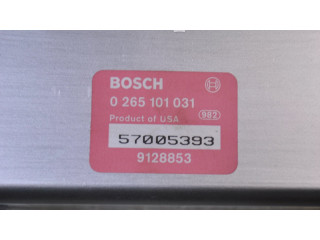 BOSCH
0 265 101 031
Product of USA 982
57005393
9128853